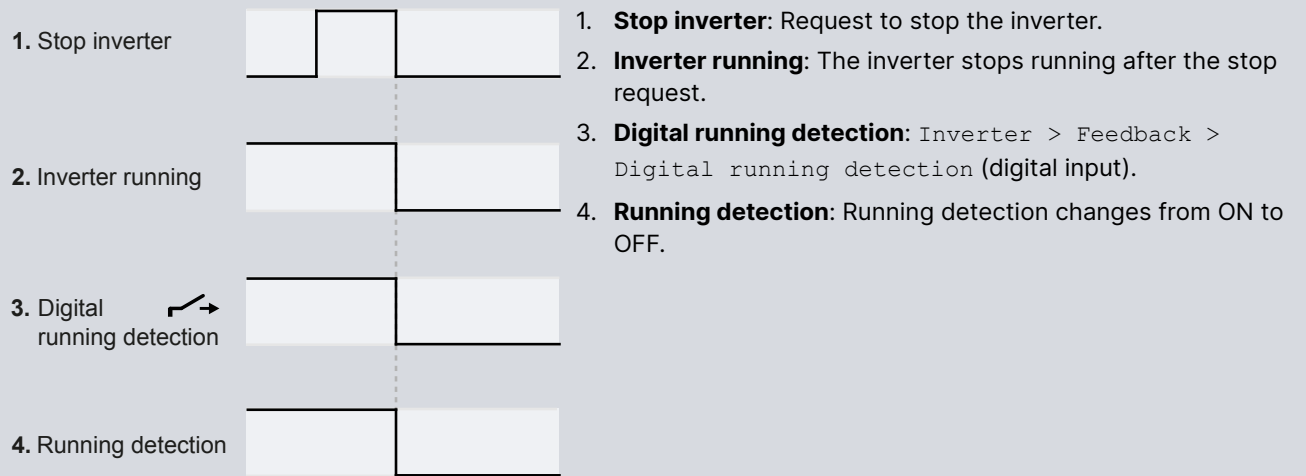 1. Stop inverter
2. Inverter running
3. Digital
running detection
4. Running detection
1. Stop inverter: Request to stop the inverter.
2. Inverter running: The inverter stops running after the stop
request.
3. Digital running detection: Inverter > Feedback >
Digital running detection (digital input).
4. Running detection: Running detection changes from ON to
OFF.